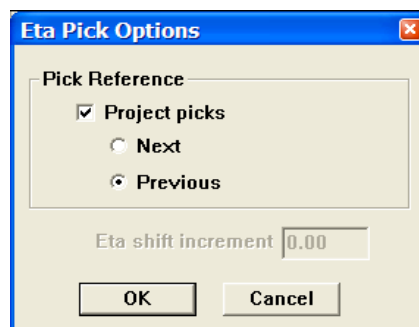 Eta Pick Options
Pick Reference
Project picks
Next
Previous
Eta shift increment 0.00
OK Cancel